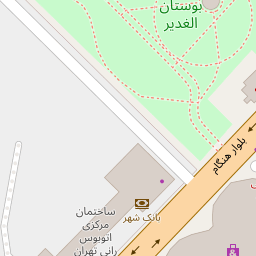 بوستان
الغدیر
بلوار هنگام
بانک شهر
ساختمان
مرکزی
اتوبوس
رانی تهران